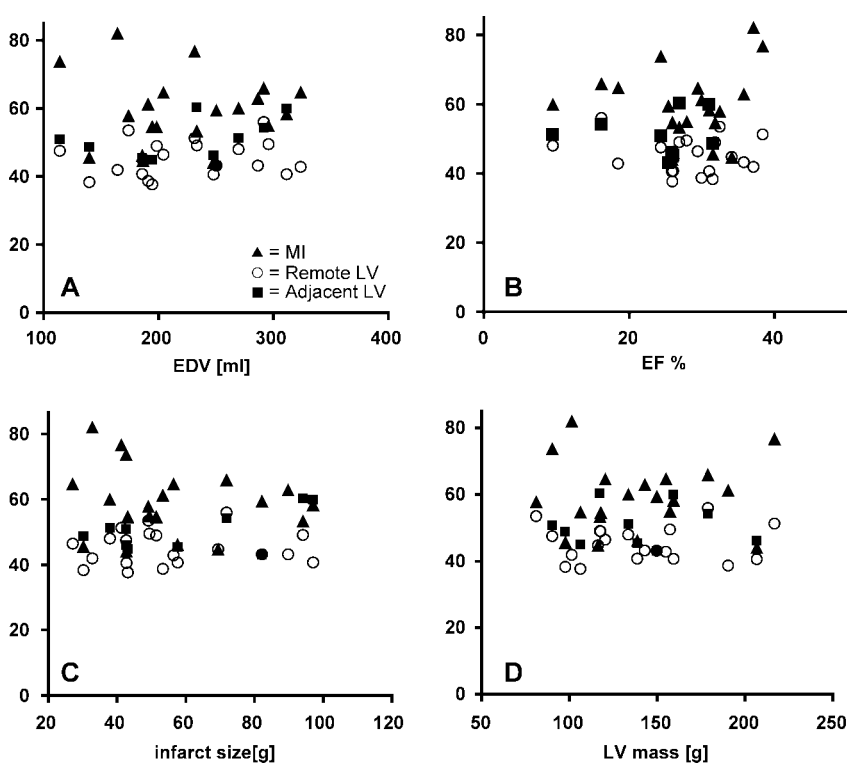 80
60
40
20
0
▲ = MI
○ = Remote LV
■ = Adjacent LV
A
100 200 300 400
EDV [ml]
80
60
40
20
0
B
0 20 40
EF %
80
60
40
20
0
C
20 40 60 80 100 120
infarct size[g]
80
60
40
20
0
D
50 100 150 200 250
LV mass [g]